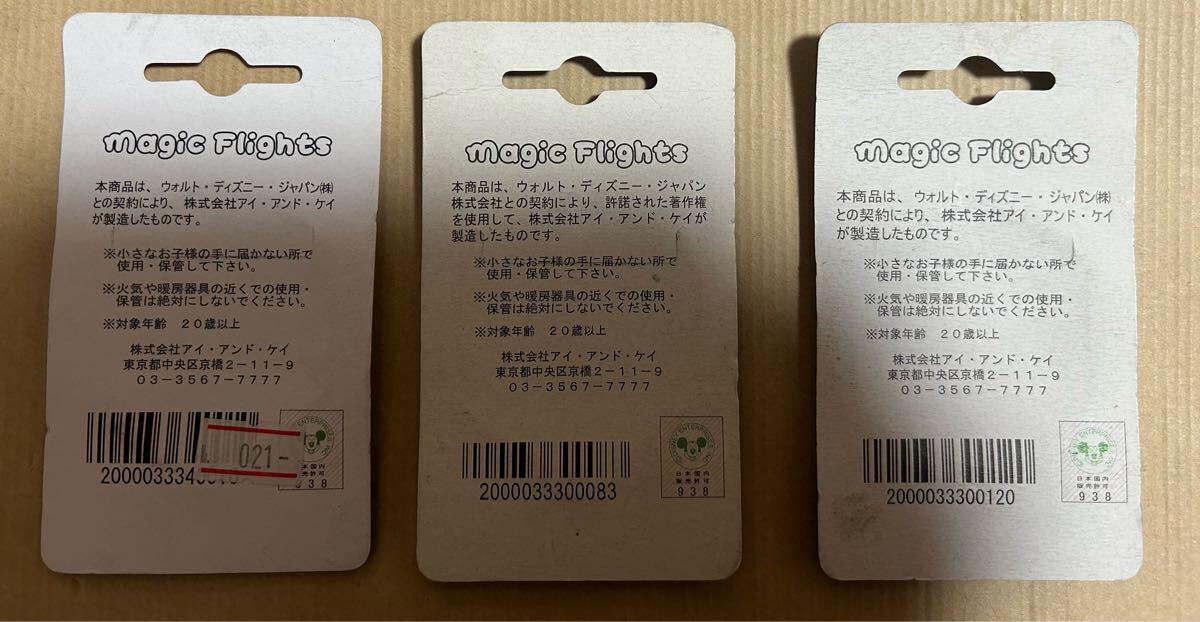 magic Flights
本商品は、ウォルト・ディズニー・ジャパン㈱
との契約により、株式会社アイ・アンド・ケイ
が製造したものです。
※小さなお子様の手に届かない所で
使用・保管して下さい。
※火気や暖房器具の近くでの使用・
保管は絶対にしないでください。
※対象年齢 20歳以上
株式会社アイ・アンド・ケイ
東京都中央区京橋2-11-9
03-3567-7777
021-
ENTERPRISES
日本国内
販売許可
938
magic Flights
本商品は、ウォルト・ディズニー・ジャパン
株式会社との契約により、許諾された著作権
を使用して、株式会社アイ・アンド・ケイが
製造したものです。
※小さなお子様の手に届かない所で
使用・保管して下さい。
※火気や暖房器具の近くでの使用・
保管は絶対にしないでください。
※対象年齢 20歳以上
株式会社アイ・アンド・ケイ
東京都中央区京橋2-11-9
03-3567-7777
2000033300083
ENTERPRISES
日本国内
販売許可
938
magic Flights
本商品は、ウォルト・ディズニー・ジャパン㈱
との契約により、株式会社アイ・アンド・ケイ
が製造したものです。
※小さなお子様の手に届かない所で
使用・保管して下さい。
※火気や暖房器具の近くでの使用・
保管は絶対にしないでください。
※対象年齢 20歳以上
株式会社アイ・アンド・ケイ
東京都中央区京橋2-11-9
03-3567-7777
2000033300120
ENTERPRISES
日本国内
販売許可
938